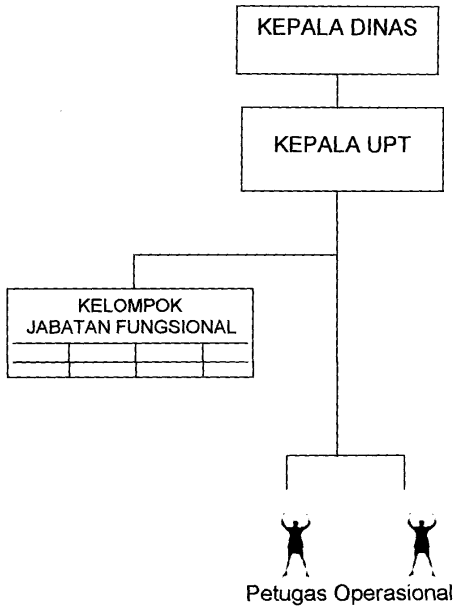 KEPALA DINAS
KEPALA UPT
KELOMPOK
JABATAN FUNGSIONAL
Petugas Operasional